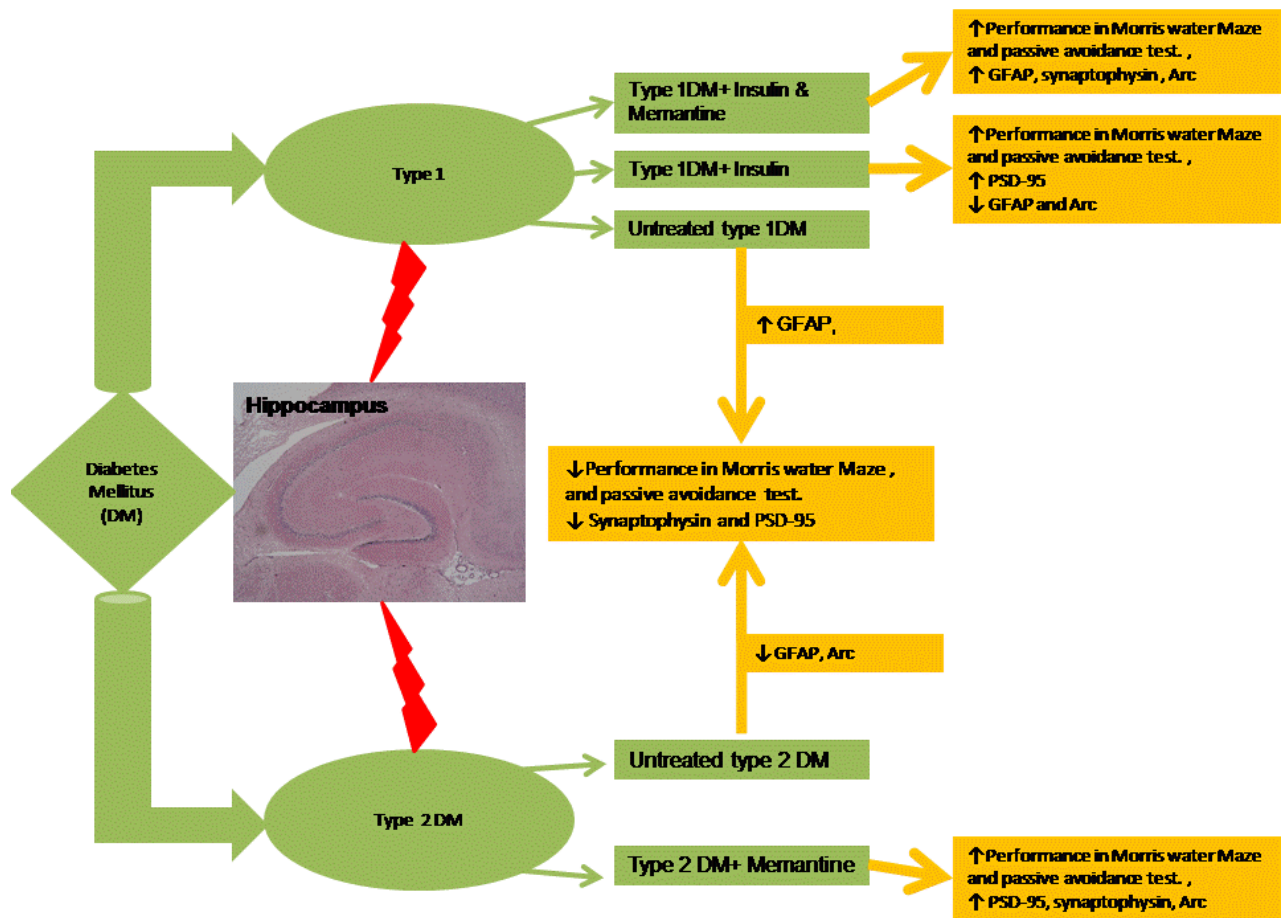 ↑Performance in Morris water Maze
and passive avoidance test. ,
↑ GFAP, synaptophysin , Arc
Type 1DM+ Insulin &
Memantine
↑Performance in Morris water Maze
and passive avoidance test. ,
↑ PSD-95
↓ GFAP and Arc
Type 1DM+ Insulin
Type 1
Untreated type 1DM
↑ GFAP,
Hippocampus
Diabetes
Mellitus
(DM)
↓Performance in Morris water Maze ,
and passive avoidance test.
↓ Synaptophysin and PSD-95
↓ GFAP, Arc
Untreated type 2 DM
Type 2 DM
Type 2 DM+ Memantine
↑Performance in Morris water Maze
and passive avoidance test. ,
↑ PSD-95, synaptophysin, Arc